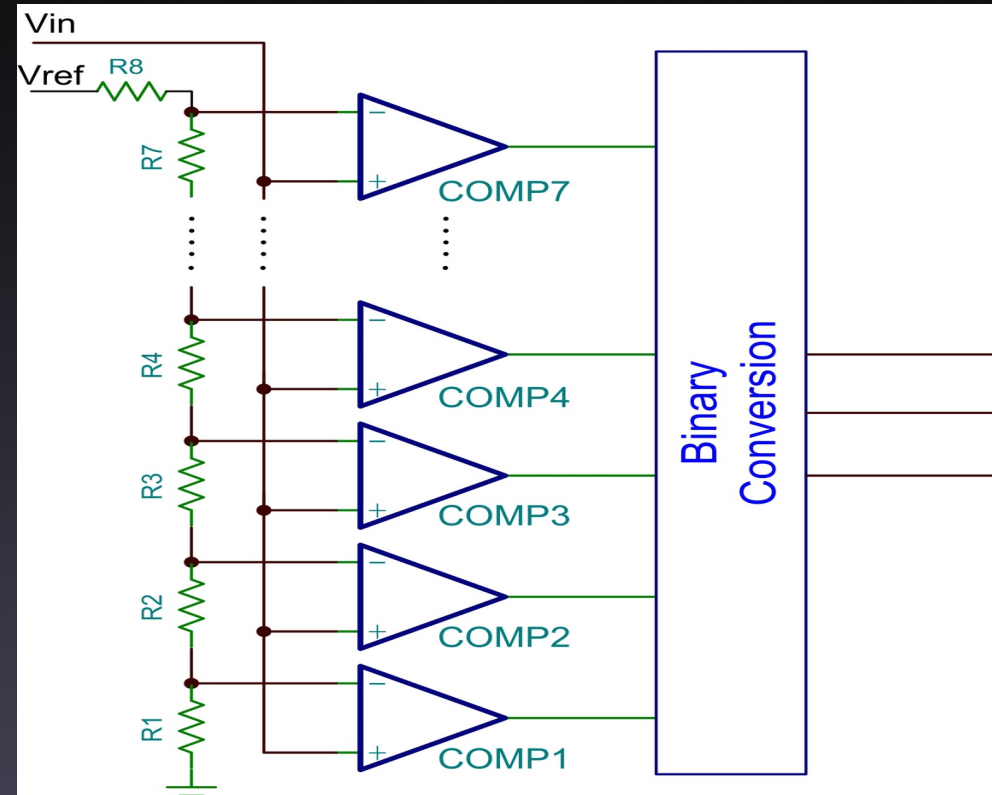 Vin
Vref
R8
R7
−
+
COMP7
R4
−
+
COMP4
R3
−
+
COMP3
R2
−
+
COMP2
R1
−
+
COMP1
Binary
Conversion